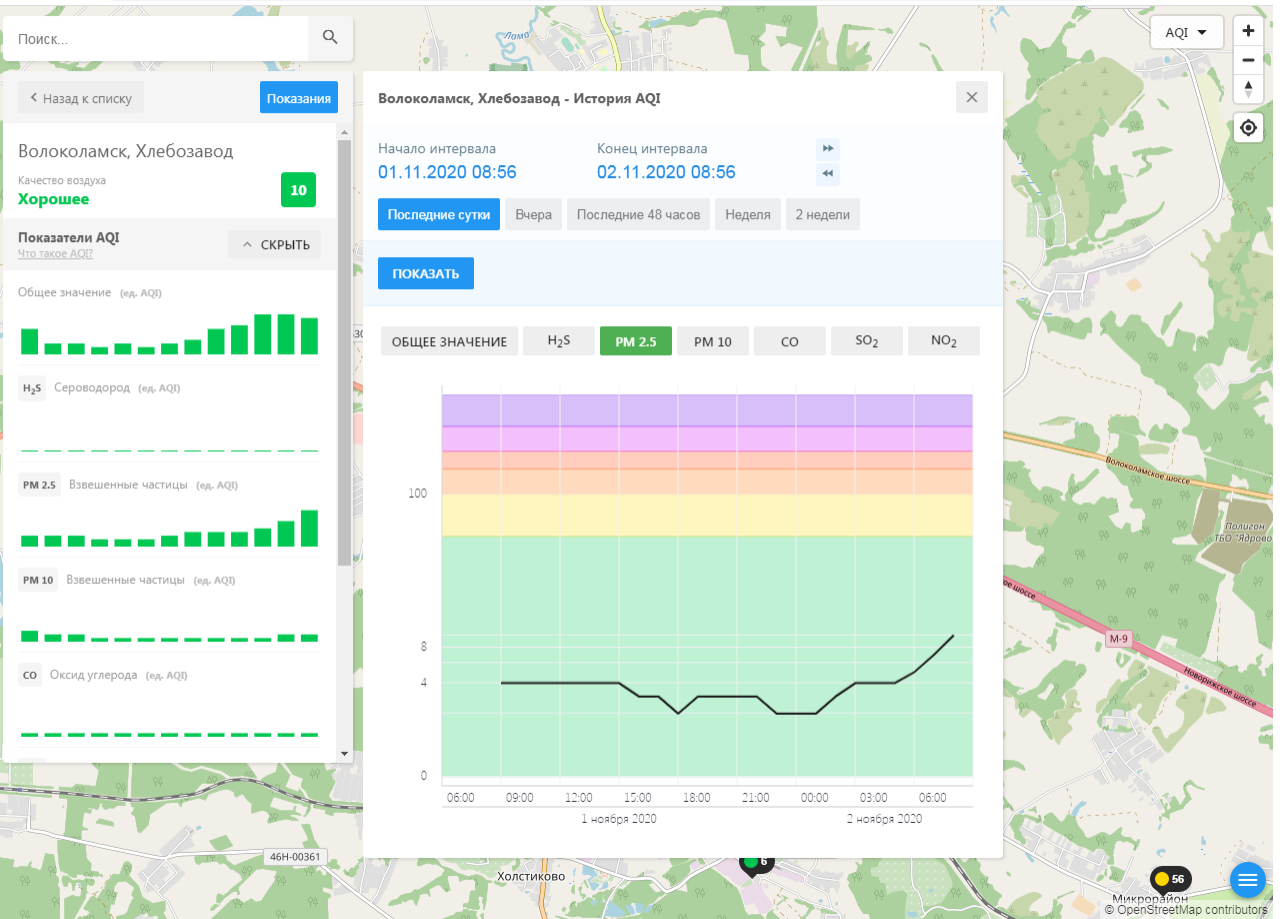 Поиск...
AQI
Назад к списку
Показания
Волоколамск, Хлебозавод
Качество воздуха
Хорошее
10
Показатели AQI
Что такое AQI?
СКРЫТЬ
Общее значение (ед. AQI)
H₂S Сероводород (ед. AQI)
PM 2.5 Взвешенные частицы (ед. AQI)
PM 10 Взвешенные частицы (ед. AQI)
CO Оксид углерода (ед. AQI)
Волоколамск, Хлебозавод - История AQI
Начало интервала
01.11.2020 08:56
Конец интервала
02.11.2020 08:56
Последние сутки
Вчера
Последние 48 часов
Неделя
2 недели
ПОКАЗАТЬ
ОБЩЕЕ ЗНАЧЕНИЕ
H₂S
PM 2.5
PM 10
CO
SO₂
NO₂
100
8
4
0
06:00 09:00 12:00 15:00 18:00 21:00 00:00 03:00 06:00
1 ноября 2020 2 ноября 2020
Лама
Волоколамское шоссе
Полигон
ТБО "Ядрово"
М-9
Новорижское шоссе
46Н-00361
Холстиково
6
56
Микрорайон
© OpenStreetMap contributors